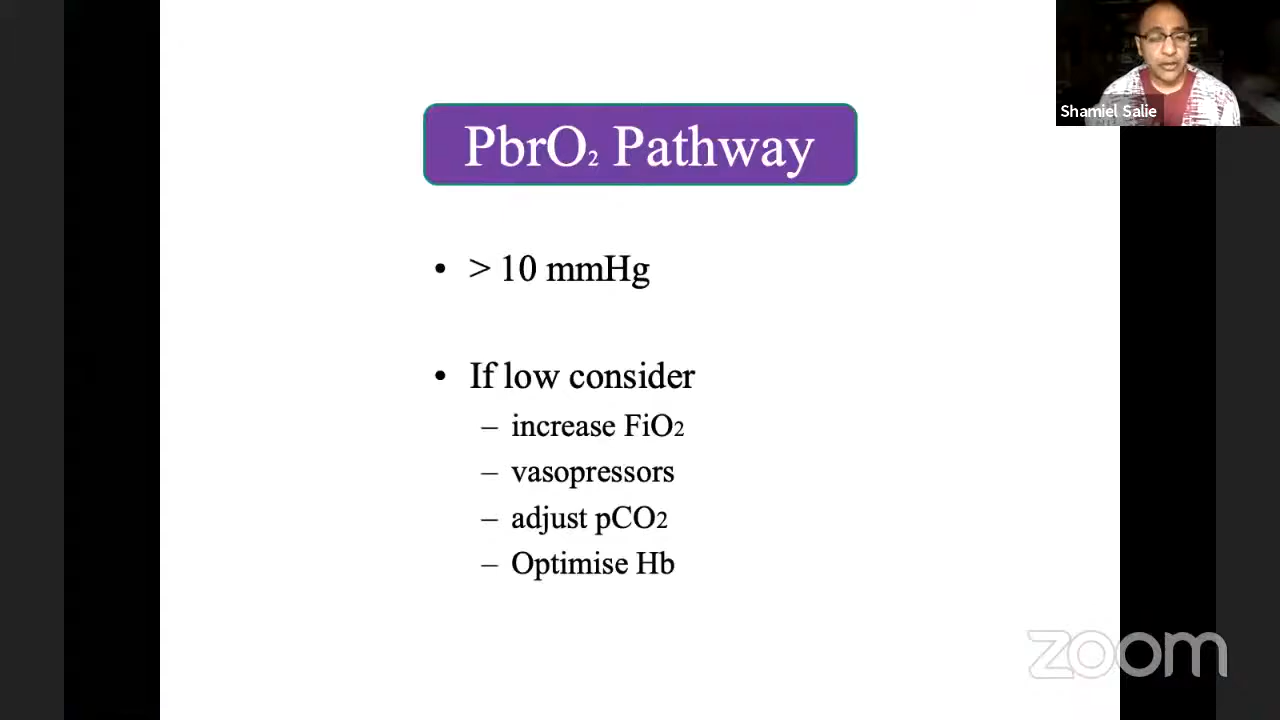 Shamiel Salie
PbrO₂ Pathway
• > 10 mmHg
• If low consider
– increase FiO2
– vasopressors
– adjust pCO2
– Optimise Hb
zoom